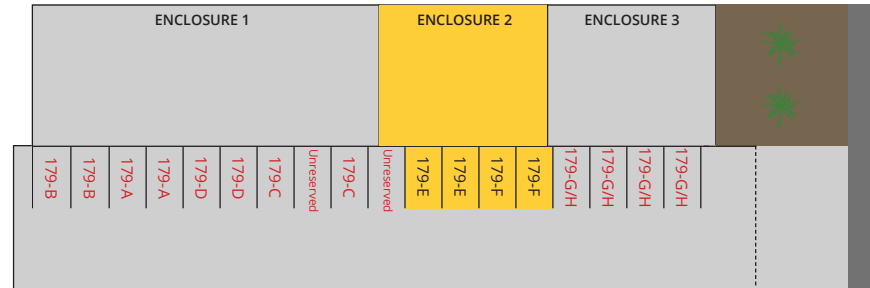 ENCLOSURE 1
ENCLOSURE 2
ENCLOSURE 3
179-B
179-B
179-A
179-A
179-D
179-D
179-C
Unreserved
179-C
Unreserved
179-E
179-E
179-F
179-F
179-G/H
179-G/H
179-G/H
179-G/H